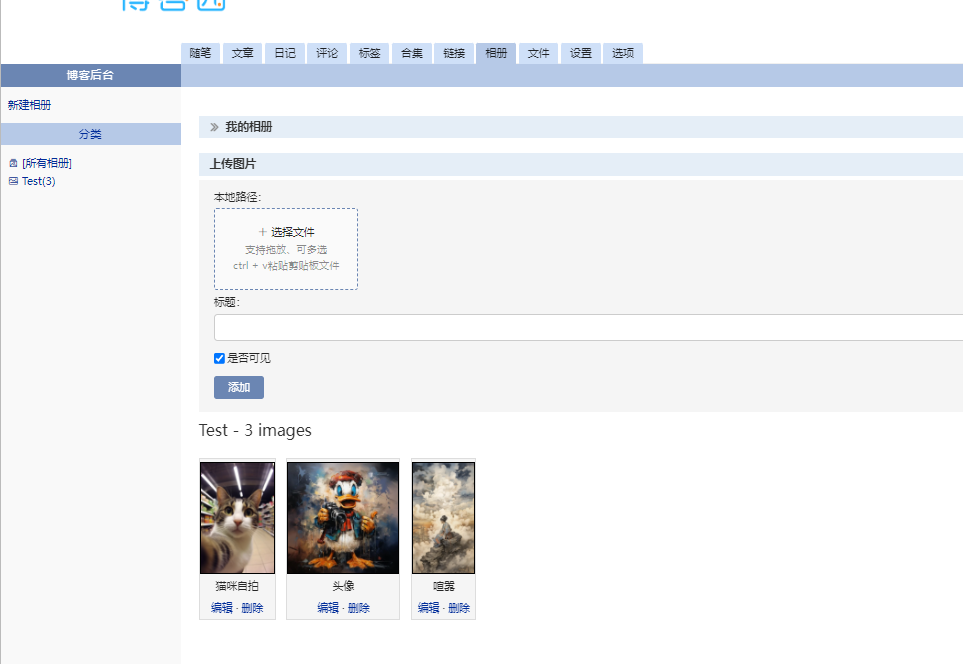 博客园
随笔 文章 日记 评论 标签 合集 链接 相册 文件 设置 选项
博客后台
新建相册
分类
[所有相册]
Test(3)
我的相册
上传图片
本地路径:
+ 选择文件
支持拖放、可多选
ctrl + v粘贴剪贴板文件
标题:
是否可见
添加
Test - 3 images
猫咪自拍 头像 喧嚣
编辑 · 删除 编辑 · 删除 编辑 · 删除